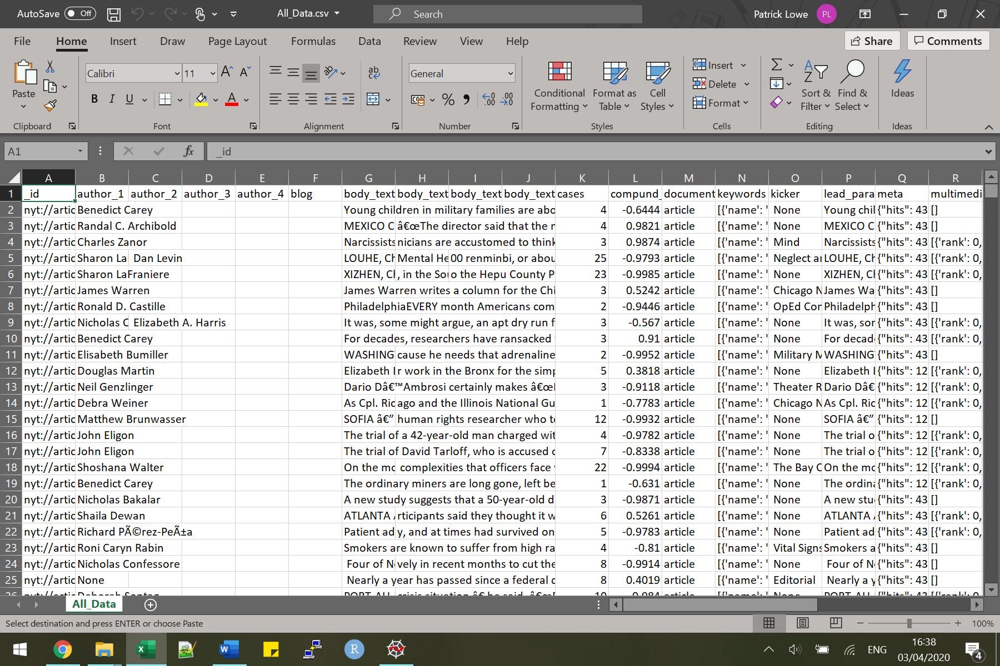 AutoSave Off All_Data.csv Search Patrick Lowe PL
File Home Insert Draw Page Layout Formulas Data Review View Help Share Comments
Paste Calibri 11 General Conditional Formatting Format as Table Cell Styles Insert Delete Format Sort & Filter Find & Select Ideas
Clipboard Font Alignment Number Styles Cells Editing Ideas
A1 fx _id
A B C D E F G H I J K L M N O P Q R
1 _id author_1 author_2 author_3 author_4 blog body_text body_text body_text body_text cases compund_ document keywords kicker lead_para meta multimedi
2 nyt://artic Benedict Carey Young children in military families are abo 4 -0.6444 article [{'name': ' None Young chil {"hits": 43 []
3 nyt://artic Randal C. Archibold MEXICO C â€œThe director said that the n 4 0.9821 article [{'name': ' None MEXICO C {"hits": 43 []
4 nyt://artic Charles Zanor Narcissists nicians are accustomed to think 3 0.9874 article [{'name': ' Mind Narcissists {"hits": 43 [{'rank': 0,
5 nyt://artic Sharon La Dan Levin LOUHE, Ch Mental He 00 renminbi, or abou 25 -0.9793 article [{'name': ' Neglect a LOUHE, Ch {"hits": 43 [{'rank': 0,
6 nyt://artic Sharon LaFraniere XIZHEN, Ch , in the Sou o the Hepu County P 23 -0.9985 article [{'name': ' None XIZHEN, Ch {"hits": 43 [{'rank': 0,
7 nyt://artic James Warren James Warren writes a column for the Chi 3 0.5242 article [{'name': ' Chicago N James Wa {"hits": 43 []
8 nyt://artic Ronald D. Castille PhiladelphiaEVERY month Americans com 2 -0.9446 article [{'name': ' OpEd Con Philadelph {"hits": 43 []
9 nyt://artic Nicholas C Elizabeth A. Harris It was, some might argue, an apt dry run f 3 -0.567 article [{'name': ' None It was, son {"hits": 43 [{'rank': 0,
10 nyt://artic Benedict Carey For decades, researchers have ransacked 3 0.91 article [{'name': ' None For decad {"hits": 43 [{'rank': 0,
11 nyt://artic Elisabeth Bumiller WASHING cause he needs that adrenaline 2 -0.9952 article [{'name': ' Military M WASHING {"hits": 43 []
12 nyt://artic Douglas Martin Elizabeth r work in the Bronx for the simp 5 0.3818 article [{'name': ' None Elizabeth {"hits": 12 [{'rank': 0,
13 nyt://artic Neil Genzlinger Dario Dâ€™Ambrosi certainly makes â€œ 3 -0.9118 article [{'name': ' Theater R Dario Dâ€ {"hits": 12 [{'rank': 0,
14 nyt://artic Debra Weiner As Cpl. Ric ago and the Illinois National Gu 1 -0.7783 article [{'name': ' Chicago N As Cpl. Ric {"hits": 12 [{'rank': 0,
15 nyt://artic Matthew Brunwasser SOFIA â€” human rights researcher who t 12 -0.9932 article [{'name': ' None SOFIA â€” {"hits": 12 []
16 nyt://artic John Eligon The trial of a 42-year-old man charged wit 4 -0.9782 article [{'name': ' None The trial o {"hits": 12 [{'rank': 0,
17 nyt://artic John Eligon The trial of David Tarloff, who is accused o 7 -0.8338 article [{'name': ' None The trial o {"hits": 12 [{'rank': 0,
18 nyt://artic Shoshana Walter On the mo complexities that officers face 22 -0.9994 article [{'name': ' The Bay C On the mo {"hits": 12 [{'rank': 0,
19 nyt://artic Benedict Carey The ordinary miners are long gone, left be 1 -0.631 article [{'name': ' None The ordina {"hits": 12 [{'rank': 0,
20 nyt://artic Nicholas Bakalar A new study suggests that a 50-year-old d 3 -0.9871 article [{'name': ' None A new stu {"hits": 43 []
21 nyt://artic Shaila Dewan ATLANTA rticipants said they thought it w 6 0.5261 article [{'name': ' None ATLANTA {"hits": 43 [{'rank': 0,
22 nyt://artic Richard PÃ©rez-PeÃ±a Patient ad y, and at times had survived on 5 -0.9783 article [{'name': ' None Patient ad {"hits": 43 [{'rank': 0,
23 nyt://artic Roni Caryn Rabin Smokers are known to suffer from high ra 4 -0.81 article [{'name': ' Vital Signs Smokers a {"hits": 43 []
24 nyt://artic Nicholas Confessore Four of N vely in recent months to cut the 8 -0.9914 article [{'name': ' None Four of N {"hits": 43 []
25 nyt://artic None Nearly a year has passed since a federal c 8 0.4019 article [{'name': ' Editorial Nearly a y {"hits": 43 []
All_Data
Select destination and press ENTER or choose Paste 100%
ENG 16:38
03/04/2020 4